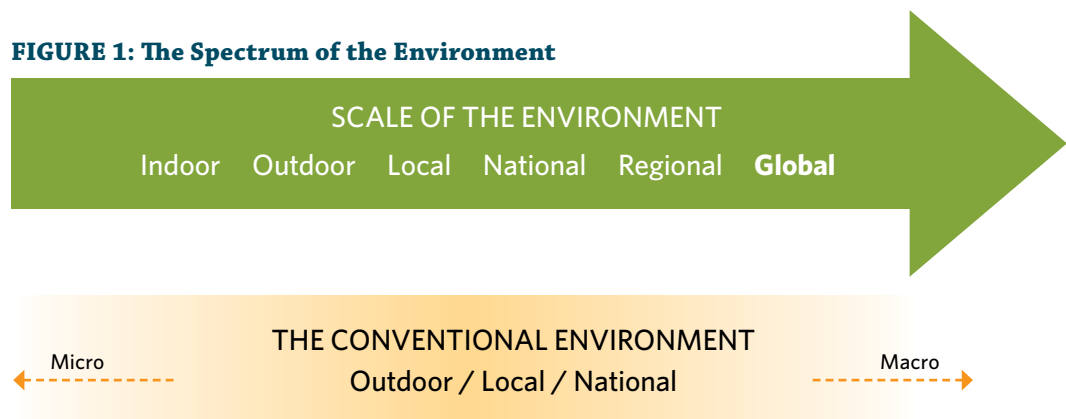 FIGURE 1: The Spectrum of the Environment
SCALE OF THE ENVIRONMENT
Indoor Outdoor Local National Regional Global
THE CONVENTIONAL ENVIRONMENT
Micro
Macro
Outdoor / Local / National